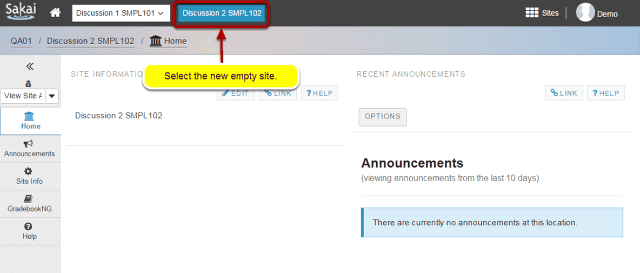 Sakai
Discussion 1 SMPL101
Discussion 2 SMPL102
Sites
Demo
QA01 / Discussion 2 SMPL102 / Home
Select the new empty site.
View Site A
Home
Announcements
Site Info
GradebookNG
Help
SITE INFORMATION
EDIT
LINK
? HELP
Discussion 2 SMPL102
RECENT ANNOUNCEMENTS
LINK
? HELP
OPTIONS
Announcements
(viewing announcements from the last 10 days)
There are currently no announcements at this location.